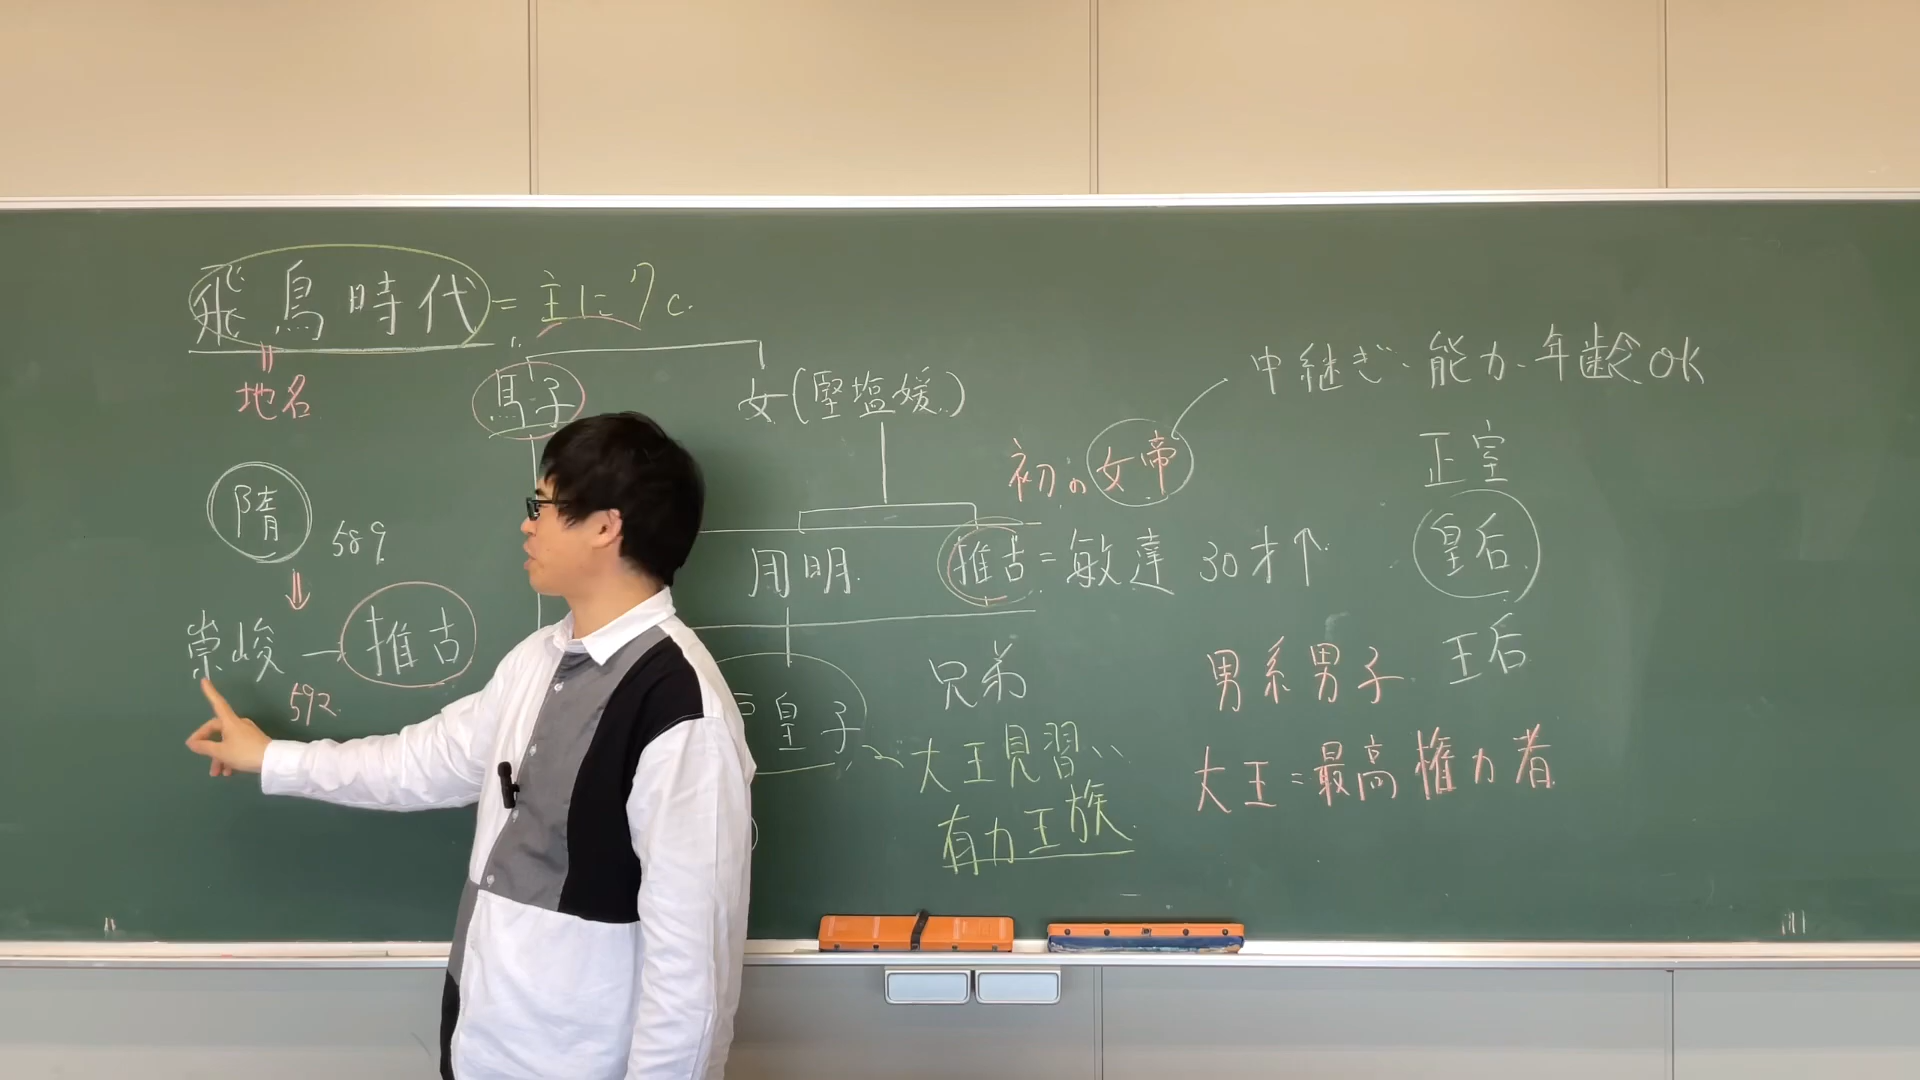 飛鳥時代=主に7c.
地名
馬子
女(堅塩媛)
中継ぎ・能力・年齢OK
初の女帝
正室
隋
589
用明
推古=敏達 30才↑
皇后
崇峻—推古
592
皇子
兄弟
男系男子
王后
大王見習い
有力王族
大王=最高権力者